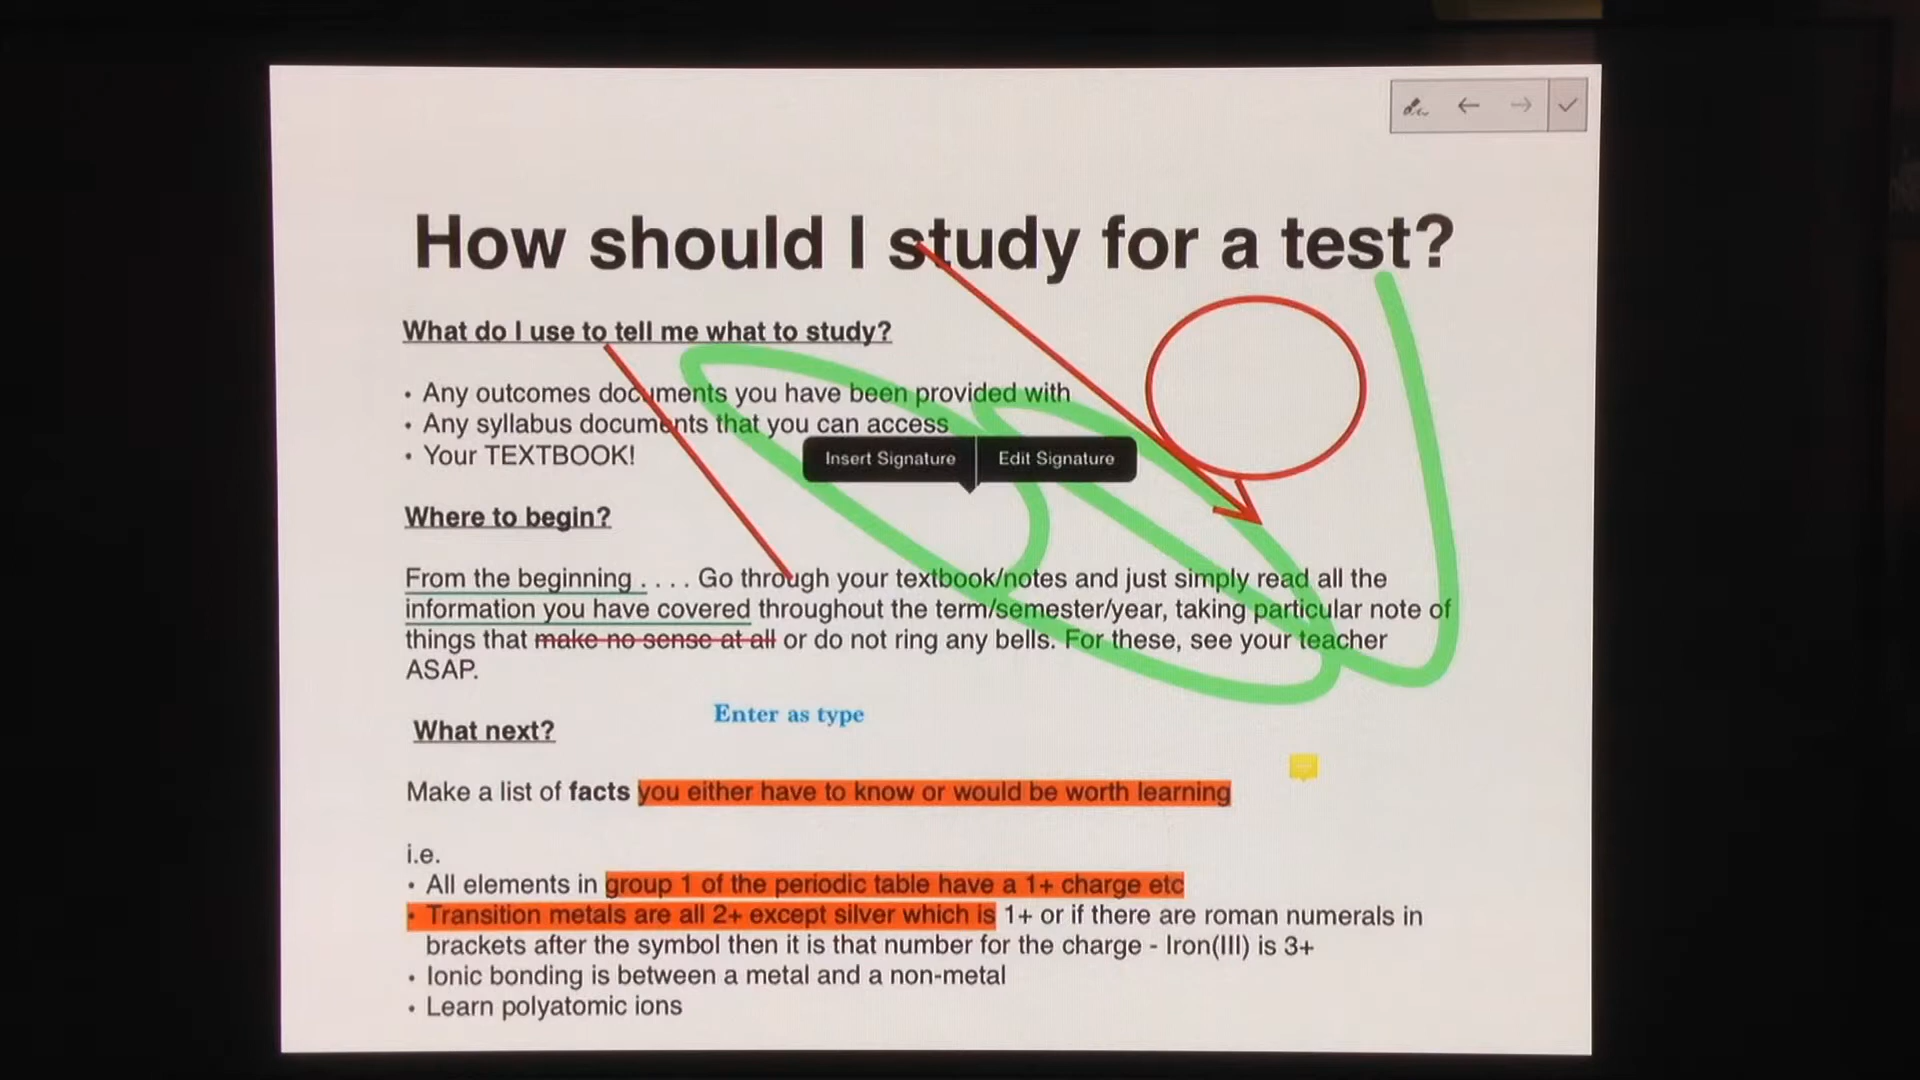 How should I study for a test?
What do I use to tell me what to study?
• Any outcomes documents you have been provided with
• Any syllabus documents that you can access
• Your TEXTBOOK!
Insert Signature Edit Signature
Where to begin?
From the beginning . . . . Go through your textbook/notes and just simply read all the
information you have covered throughout the term/semester/year, taking particular note of
things that make no sense at all or do not ring any bells. For these, see your teacher
ASAP.
Enter as type
What next?
Make a list of facts you either have to know or would be worth learning
i.e.
• All elements in group 1 of the periodic table have a 1+ charge etc
• Transition metals are all 2+ except silver which is 1+ or if there are roman numerals in
brackets after the symbol then it is that number for the charge - Iron(III) is 3+
• Ionic bonding is between a metal and a non-metal
• Learn polyatomic ions